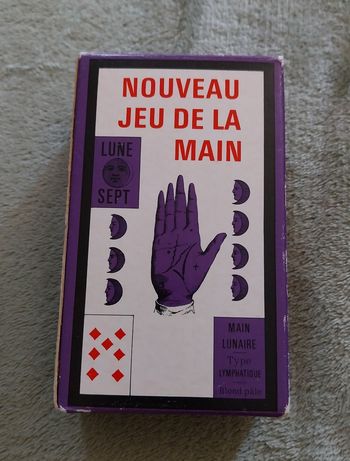 NOUVEAU
JEU DE LA
MAIN
LUNE
SEPT
MAIN
LUNAIRE
Type
LYMPHATIQUE
Blond pâle